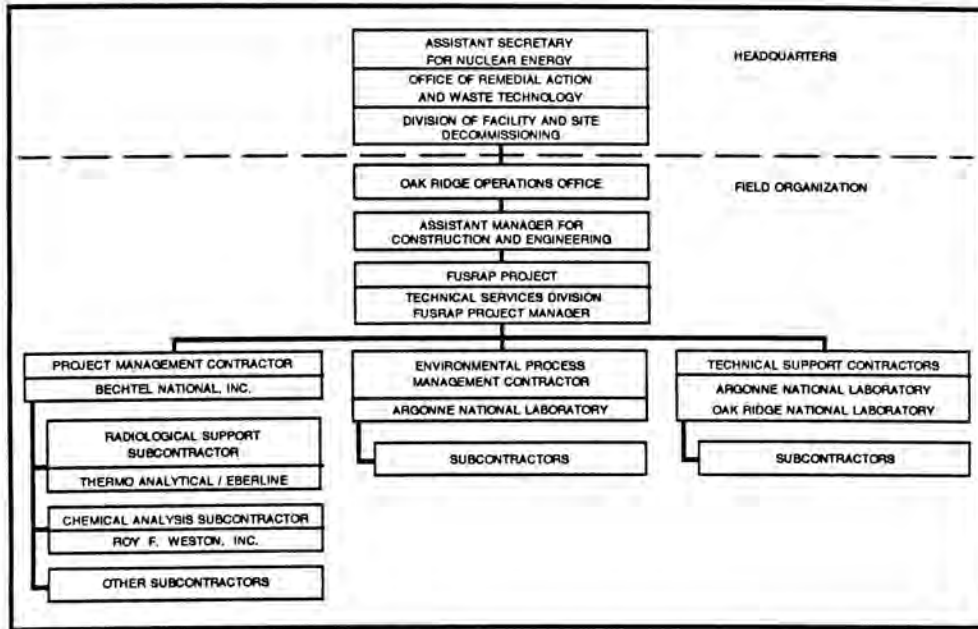 ASSISTANT SECRETARY
FOR NUCLEAR ENERGY
HEADQUARTERS
OFFICE OF REMEDIAL ACTION
AND WASTE TECHNOLOGY
DIVISION OF FACILITY AND SITE
DECOMMISSIONING
OAK RIDGE OPERATIONS OFFICE
FIELD ORGANIZATION
ASSISTANT MANAGER FOR
CONSTRUCTION AND ENGINEERING
FUSRAP PROJECT
TECHNICAL SERVICES DIVISION
FUSRAP PROJECT MANAGER
PROJECT MANAGEMENT CONTRACTOR
BECHTEL NATIONAL, INC.
RADIOLOGICAL SUPPORT
SUBCONTRACTOR
THERMO ANALYTICAL / EBERLINE
CHEMICAL ANALYSIS SUBCONTRACTOR
ROY F. WESTON, INC.
OTHER SUBCONTRACTORS
ENVIRONMENTAL PROCESS
MANAGEMENT CONTRACTOR
ARGONNE NATIONAL LABORATORY
SUBCONTRACTORS
TECHNICAL SUPPORT CONTRACTORS
ARGONNE NATIONAL LABORATORY
OAK RIDGE NATIONAL LABORATORY
SUBCONTRACTORS